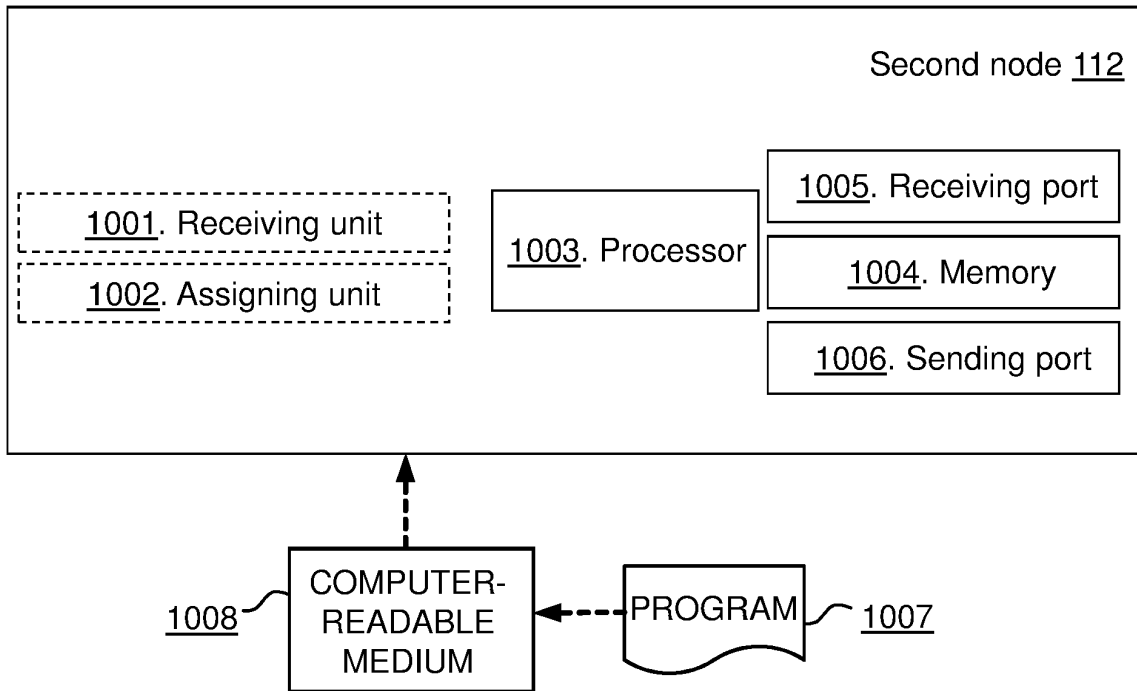 Second node 112
1001. Receiving unit
1002. Assigning unit
1003. Processor
1005. Receiving port
1004. Memory
1006. Sending port
1008
COMPUTER-
READABLE
MEDIUM
PROGRAM
1007